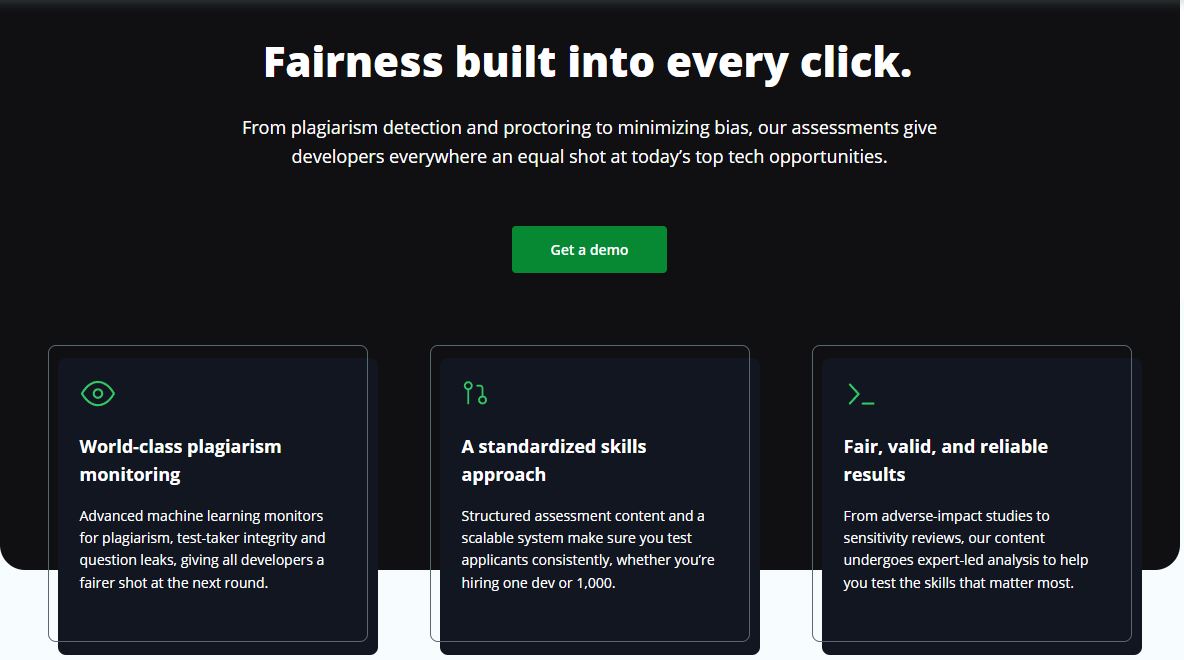 Fairness built into every click.
From plagiarism detection and proctoring to minimizing bias, our assessments give
developers everywhere an equal shot at today’s top tech opportunities.
Get a demo
World-class plagiarism
monitoring
Advanced machine learning monitors
for plagiarism, test-taker integrity and
question leaks, giving all developers a
fairer shot at the next round.
A standardized skills
approach
Structured assessment content and a
scalable system make sure you test
applicants consistently, whether you’re
hiring one dev or 1,000.
Fair, valid, and reliable
results
From adverse-impact studies to
sensitivity reviews, our content
undergoes expert-led analysis to help
you test the skills that matter most.